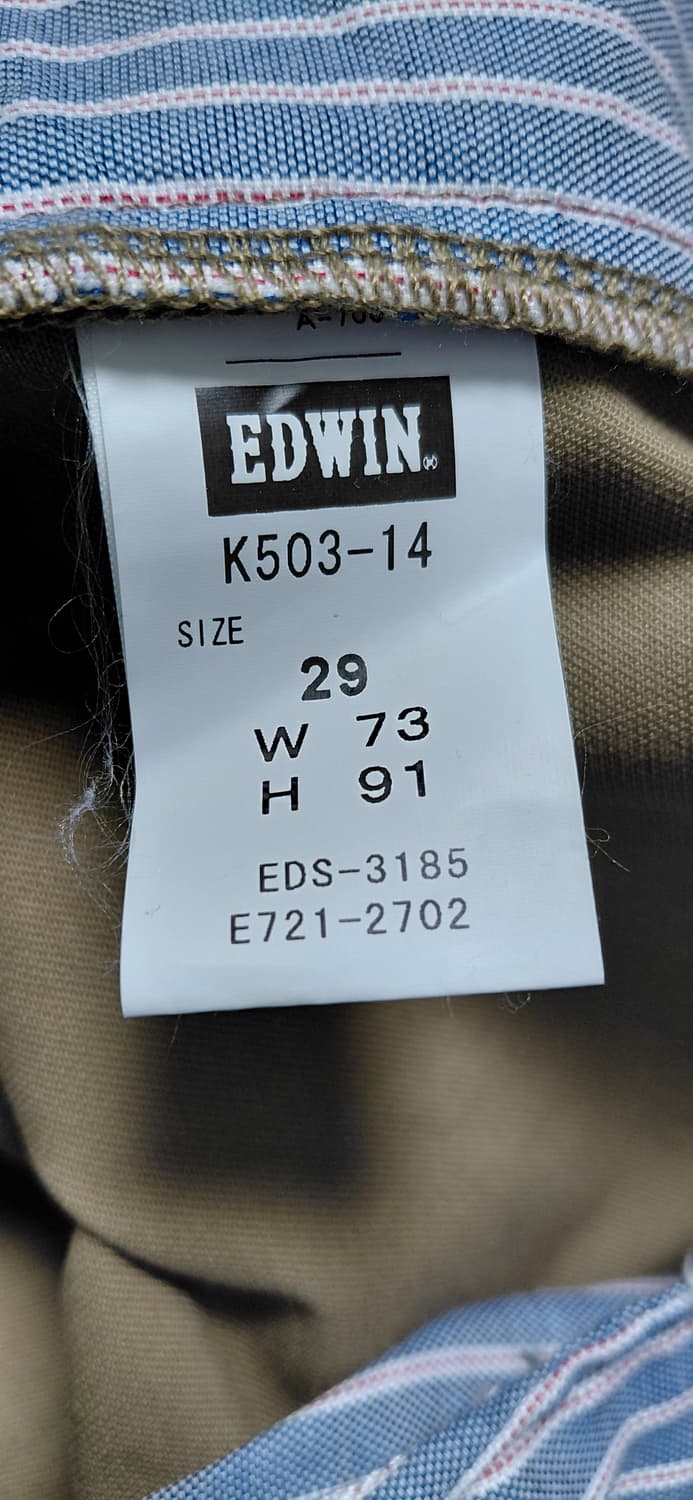 EDWIN
K503-14
SIZE
29
W 73
H 91
EDS-3185
E721-2702